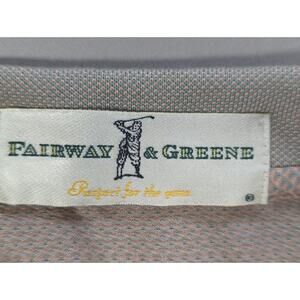 FAIRWAY & GREENE
Respect for the game
®